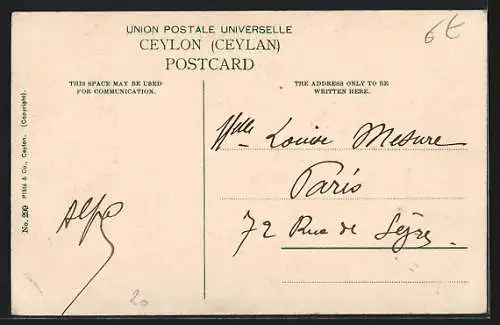 UNION POSTALE UNIVERSELLE
CEYLON (CEYLAN)
POSTCARD
6€
THIS SPACE MAY BE USED
FOR COMMUNICATION.
THE ADDRESS ONLY TO BE
WRITTEN HERE.
No. 299 Plâté & Co., Ceylon. (Copyright).
Mlle Louise Mesure
Paris
72 Rue de Sèvres
20